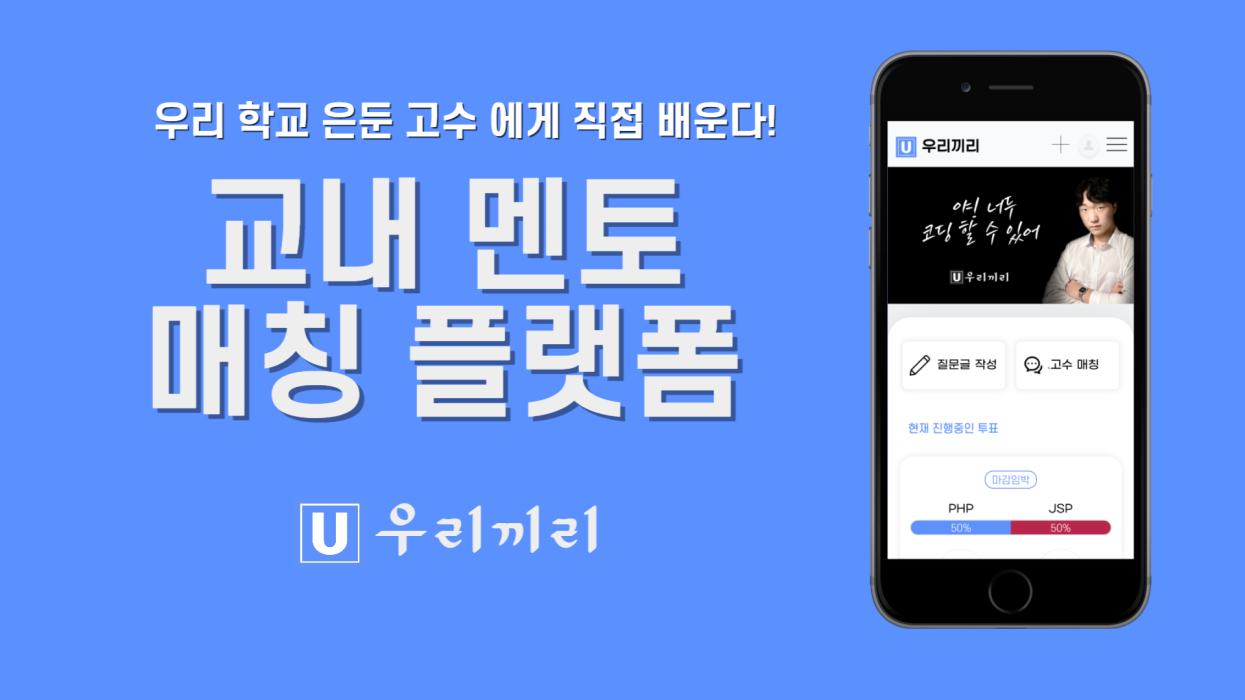 우리 학교 은둔 고수 에게 직접 배운다!
교내 멘토
매칭 플랫폼
U 우리끼리
U 우리끼리
야! 너두
코딩 할 수 있어
U 우리끼리
질문글 작성
.고수 매칭
현재 진행중인 투표
마감임박
PHP JSP
50% 50%